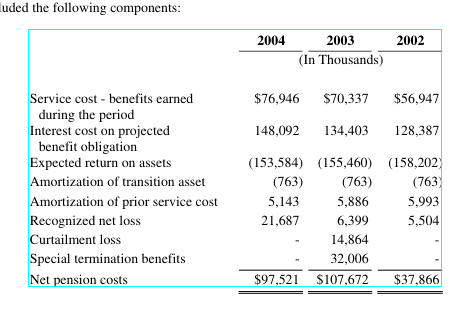 luded the following components:
2004 2003 2002
(In Thousands)
Service cost - benefits earned $76,946 $70,337 $56,947
during the period
Interest cost on projected 148,092 134,403 128,387
benefit obligation
Expected return on assets (153,584) (155,460) (158,202)
Amortization of transition asset (763) (763) (763)
Amortization of prior service cost 5,143 5,886 5,993
Recognized net loss 21,687 6,399 5,504
Curtailment loss - 14,864 -
Special termination benefits - 32,006 -
Net pension costs $97,521 $107,672 $37,866